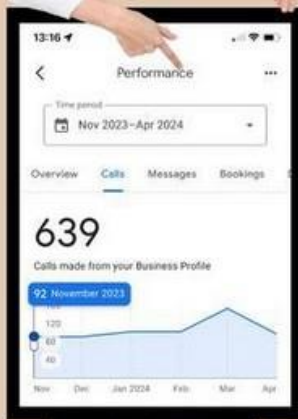 13:16
Performance
Time period
Nov 2023–Apr 2024
Overview Calls Messages Bookings
639
Calls made from your Business Profile
92 November 2023
120
80
40
Nov Dec Jan 2024 Feb Mar Apr